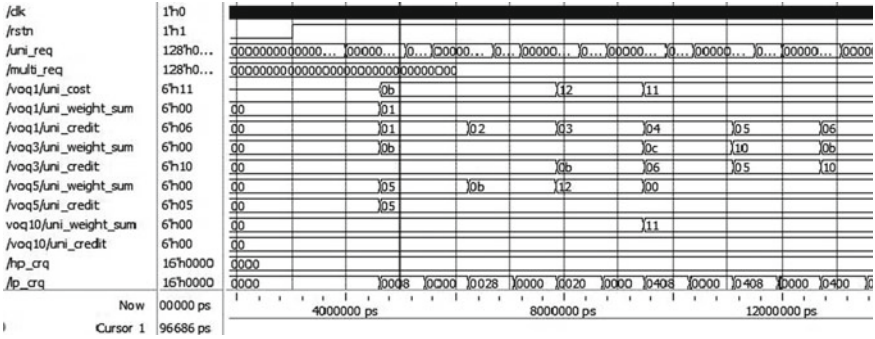 /clk 1'h0
/rstn 1'h1
/uni_req 128'h0... 00000000 00000... 00000... 0... 00000... 0... 00000... 0... 00000... 0... 00000... 0... 00000... 0000
/multi_req 128'h0... 00000000 00000000000000000000000
/voq1/uni_cost 6'h11 0b 12 11
/voq1/uni_weight_sum 6'h00 00 01
/voq1/uni_credit 6'h06 00 01 02 03 04 05 06
/voq3/uni_weight_sum 6'h00 00 0b 0c 10 0b
/voq3/uni_credit 6'h10 00 0b 06 05 10
/voq5/uni_weight_sum 6'h00 00 05 0b 12 00
/voq5/uni_credit 6'h05 00 05
voq10/uni_weight_sum 6'h00 00 11
/voq10/uni_credit 6'h00 00
/hp_crq 16'h0000 0000
/lp_crq 16'h0000 0000 0008 0000 0028 0000 0020 0000 0408 0000 0408 0000 0400 0
Now 00000 ps 4000000 ps 8000000 ps 12000000 ps
Cursor 1 96686 ps